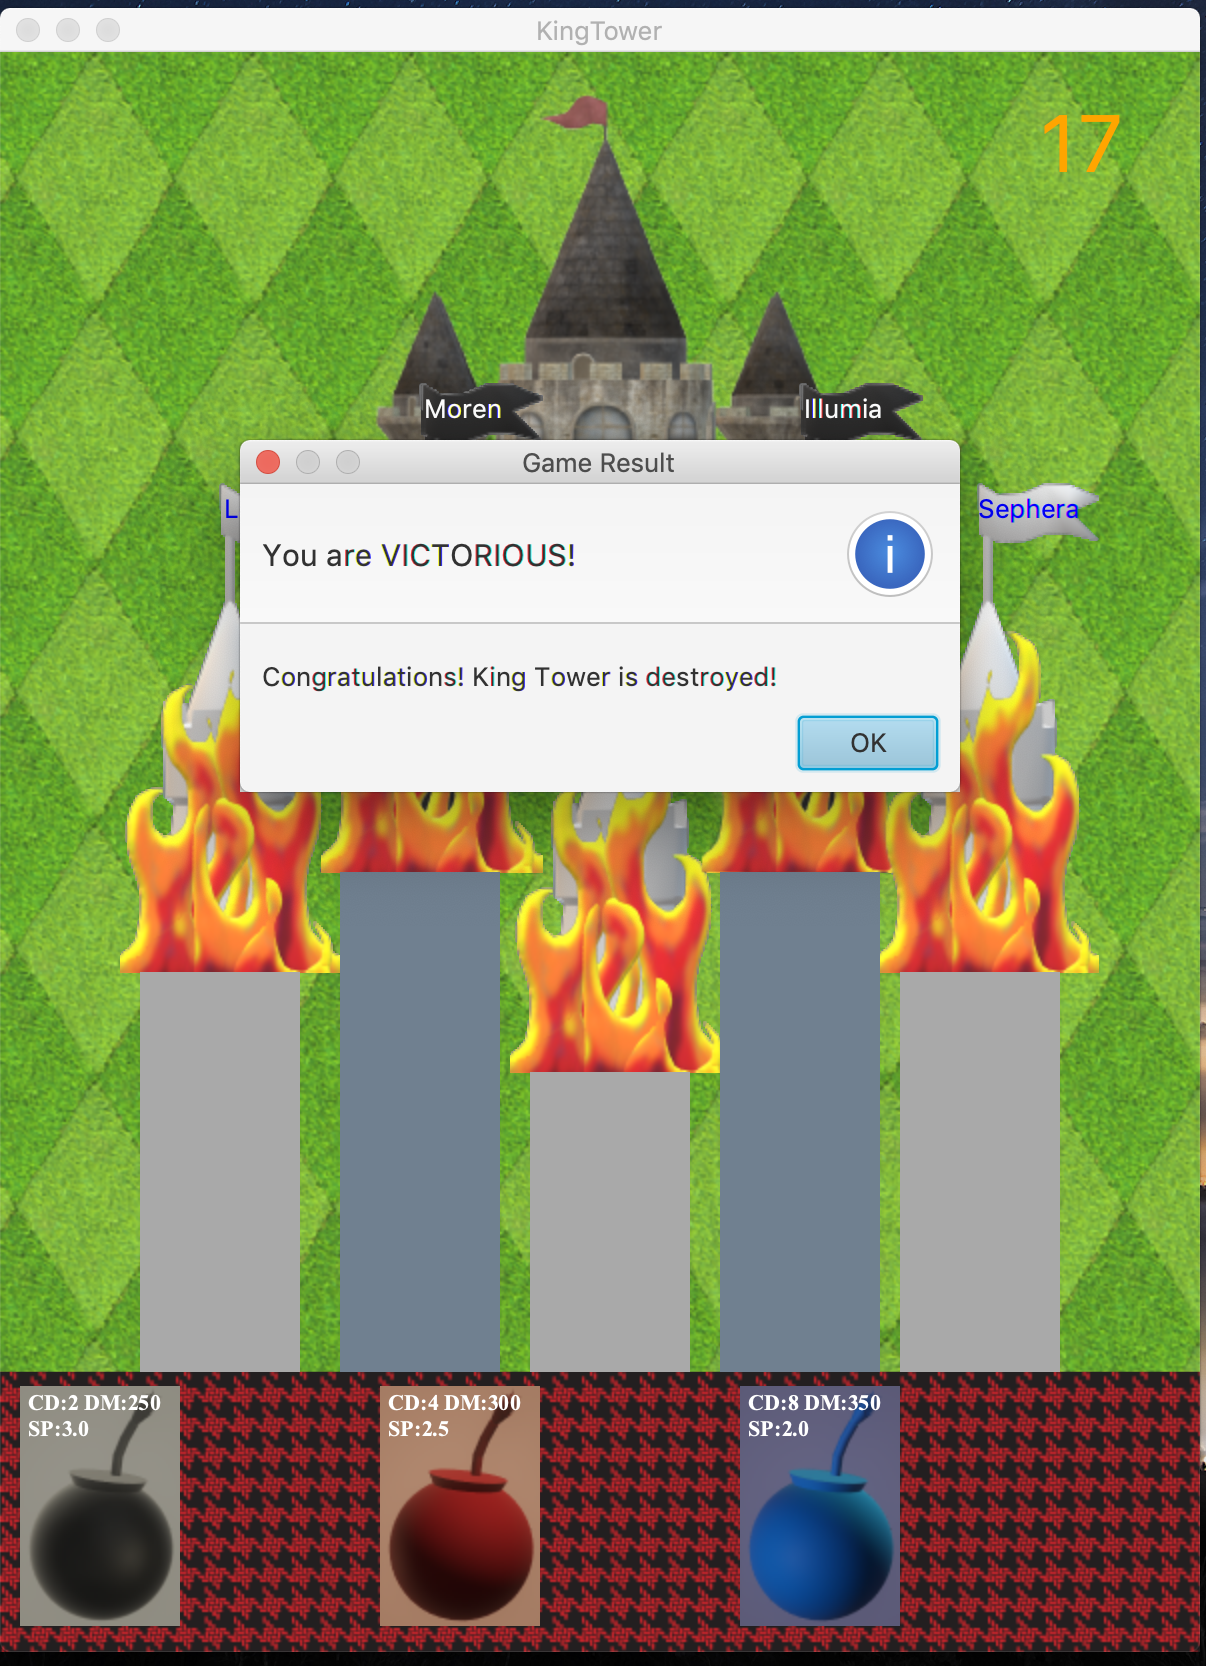 KingTower
17
Moren
Illumia
Game Result
L
Sephera
You are VICTORIOUS!
Congratulations! King Tower is destroyed!
OK
CD:2 DM:250
SP:3.0
CD:4 DM:300
SP:2.5
CD:8 DM:350
SP:2.0